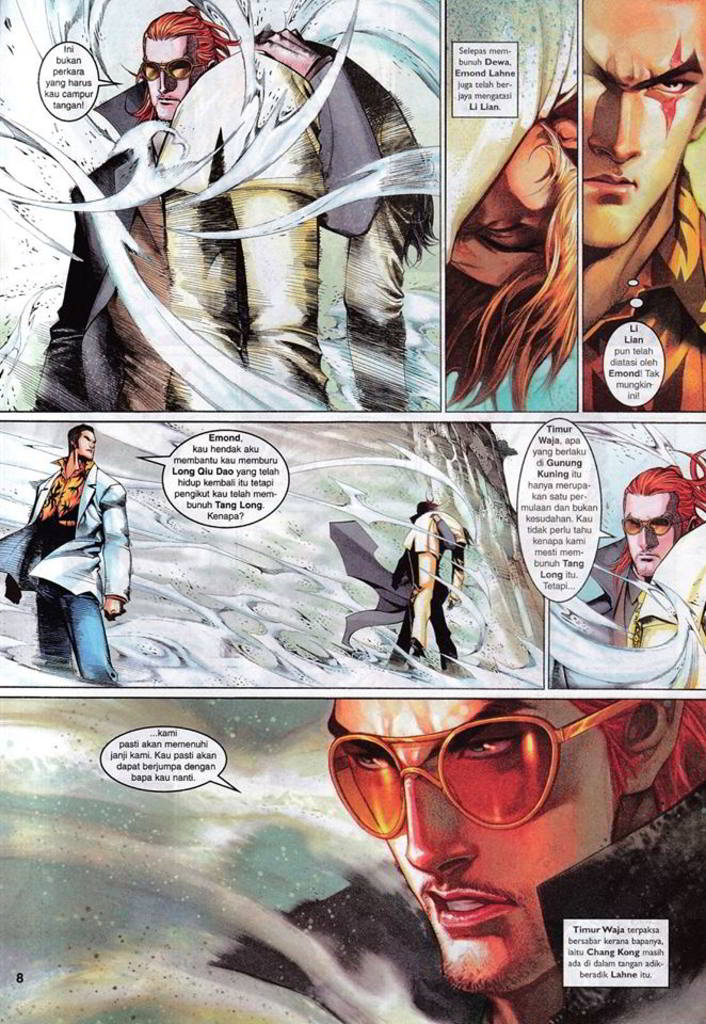 Ini
bukan
perkara
yang harus
kau campur
tangan!
Selepas mem-
bunuh Dewa,
Emond Lahne
juga telah ber-
jaya mengatasi
Li Lian.
Li
Lian
pun telah
diatasi oleh
Emond! Tak
mungkin-
ini!
Emond,
kau hendak aku
membantu kau memburu
Long Qiu Dao yang telah
hidup kembali itu tetapi
pengikut kau telah mem-
bunuh Tang Long.
Kenapa?
Timur
Waja, apa
yang berlaku
di Gunung
Kuning itu
hanya merupa-
kan satu per-
mulaan dan bukan
kesudahan. Kau
tidak perlu tahu
kenapa kami
mesti mem-
bunuh Tang
Long itu.
Tetapi...
...kami
pasti akan memenuhi
janji kami. Kau pasti akan
dapat berjumpa dengan
bapa kau nanti.
Timur Waja terpaksa
bersabar kerana bapanya,
iaitu Chang Kong masih
ada di dalam tangan adik-
beradik Lahne itu.
8